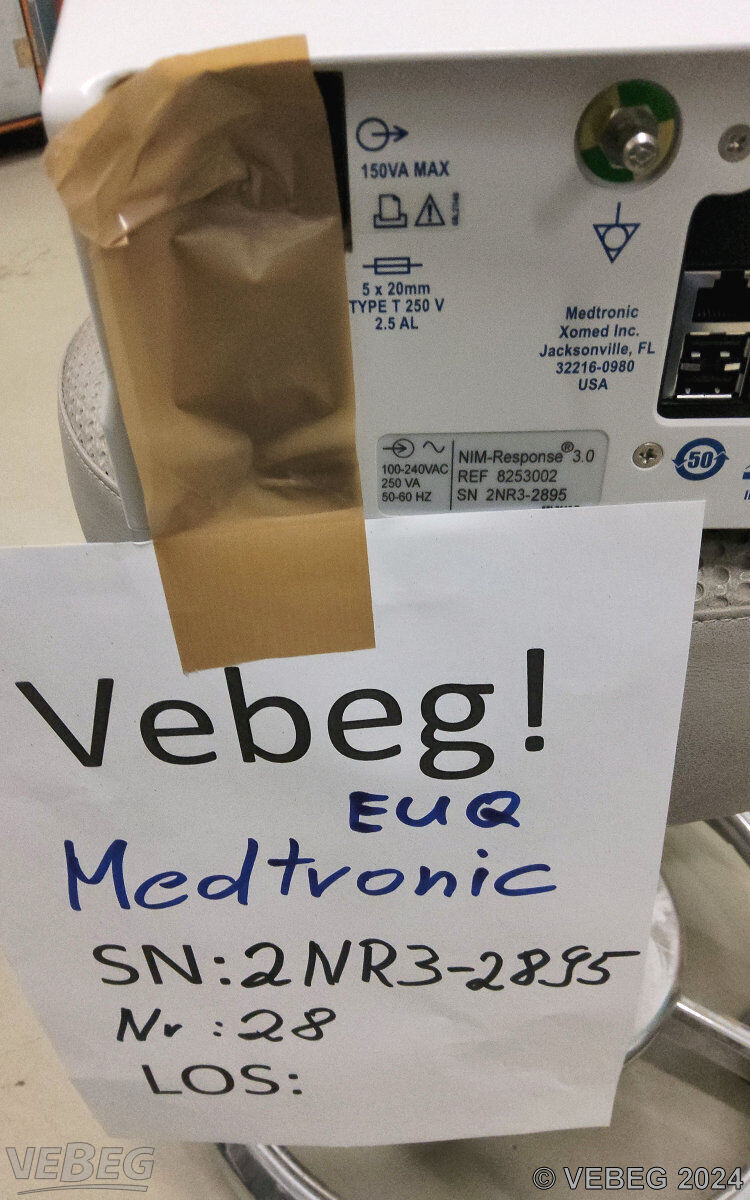 150VA MAX
5 x 20mm
TYPE T 250 V
2.5 AL
Medtronic
Xomed Inc.
Jacksonville, FL
32216-0980
USA
100-240VAC
250 VA
50-60 HZ
NIM-Response® 3.0
REF 8253002
SN 2NR3-2895
50
Vebeg!
EUQ
Medtronic
SN: 2NR3-2895
Nr: 28
LOS:
VEBEG
© VEBEG 2024